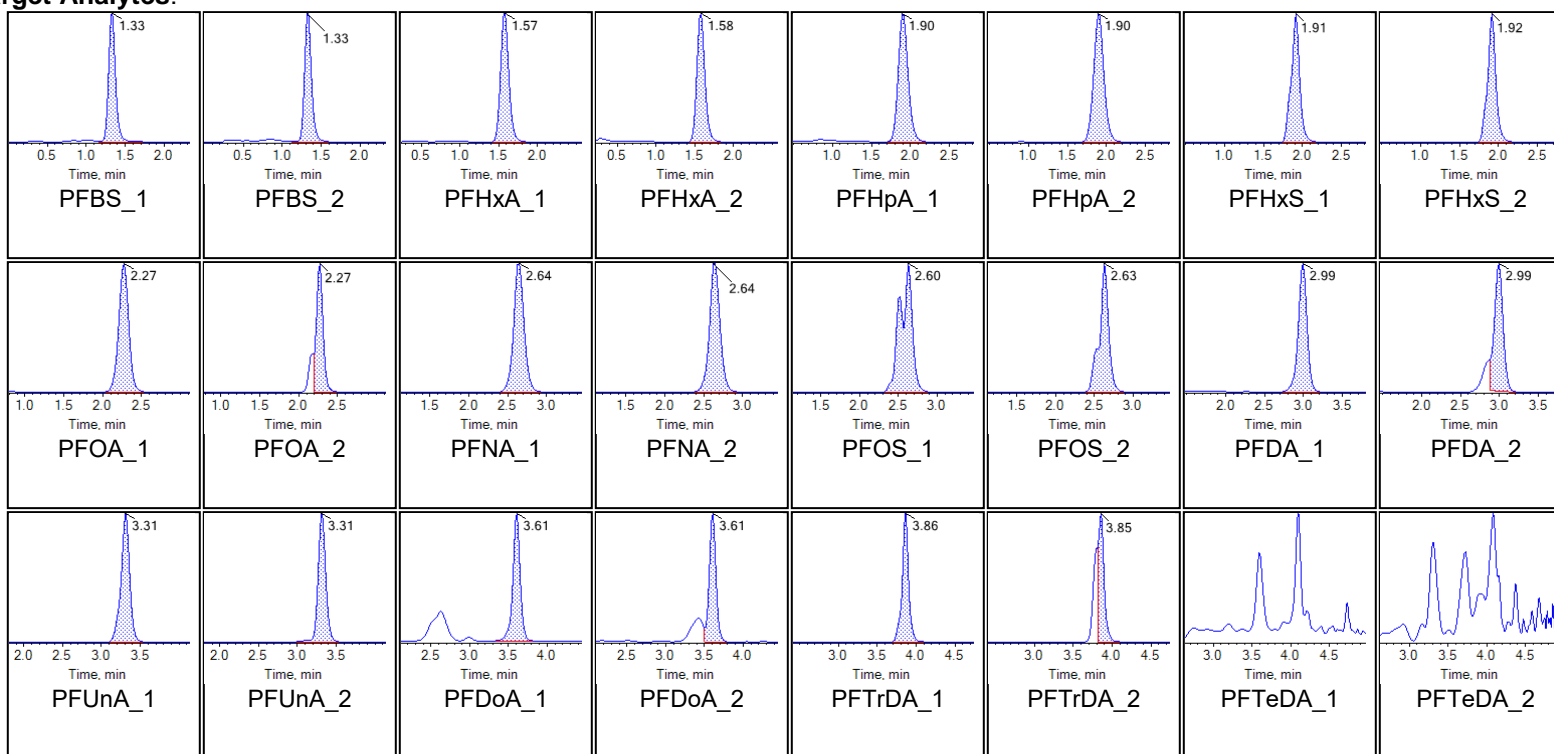 arget Analytes:
1.33 1.33 1.57 1.58 1.90 1.90 1.91 1.92
0.5 1.0 1.5 2.0 0.5 1.0 1.5 2.0 0.5 1.0 1.5 2.0 0.5 1.0 1.5 2.0 1.0 1.5 2.0 2.5 1.0 1.5 2.0 2.5 1.0 1.5 2.0 2.5 1.0 1.5 2.0 2.5
Time, min Time, min Time, min Time, min Time, min Time, min Time, min Time, min
PFBS_1 PFBS_2 PFHxA_1 PFHxA_2 PFHpA_1 PFHpA_2 PFHxS_1 PFHxS_2
2.27 2.27 2.64 2.64 2.60 2.63 2.99 2.99
1.0 1.5 2.0 2.5 1.0 1.5 2.0 2.5 1.5 2.0 2.5 3.0 1.5 2.0 2.5 3.0 1.5 2.0 2.5 3.0 1.5 2.0 2.5 3.0 2.0 2.5 3.0 3.5 2.0 2.5 3.0 3.5
Time, min Time, min Time, min Time, min Time, min Time, min Time, min Time, min
PFOA_1 PFOA_2 PFNA_1 PFNA_2 PFOS_1 PFOS_2 PFDA_1 PFDA_2
3.31 3.31 3.61 3.61 3.86 3.85
2.0 2.5 3.0 3.5 2.0 2.5 3.0 3.5 2.5 3.0 3.5 4.0 2.5 3.0 3.5 4.0 3.0 3.5 4.0 4.5 3.0 3.5 4.0 4.5 3.0 3.5 4.0 4.5 3.0 3.5 4.0 4.5
Time, min Time, min Time, min Time, min Time, min Time, min Time, min Time, min
PFUnA_1 PFUnA_2 PFDoA_1 PFDoA_2 PFTrDA_1 PFTrDA_2 PFTeDA_1 PFTeDA_2